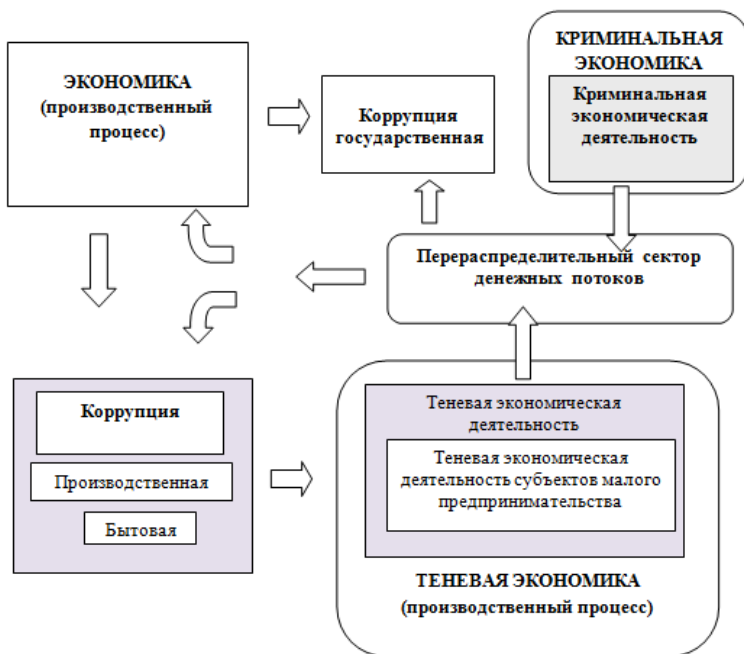 ЭКОНОМИКА
(производственный
процесс)
Коррупция
государственная
КРИМИНАЛЬНАЯ
ЭКОНОМИКА
Криминальная
экономическая
деятельность
Перераспределительный сектор
денежных потоков
Коррупция
Производственная
Бытовая
Теневая экономическая
деятельность
Теневая экономическая
деятельность субъектов малого
предпринимательства
ТЕНЕВАЯ ЭКОНОМИКА
(производственный процесс)